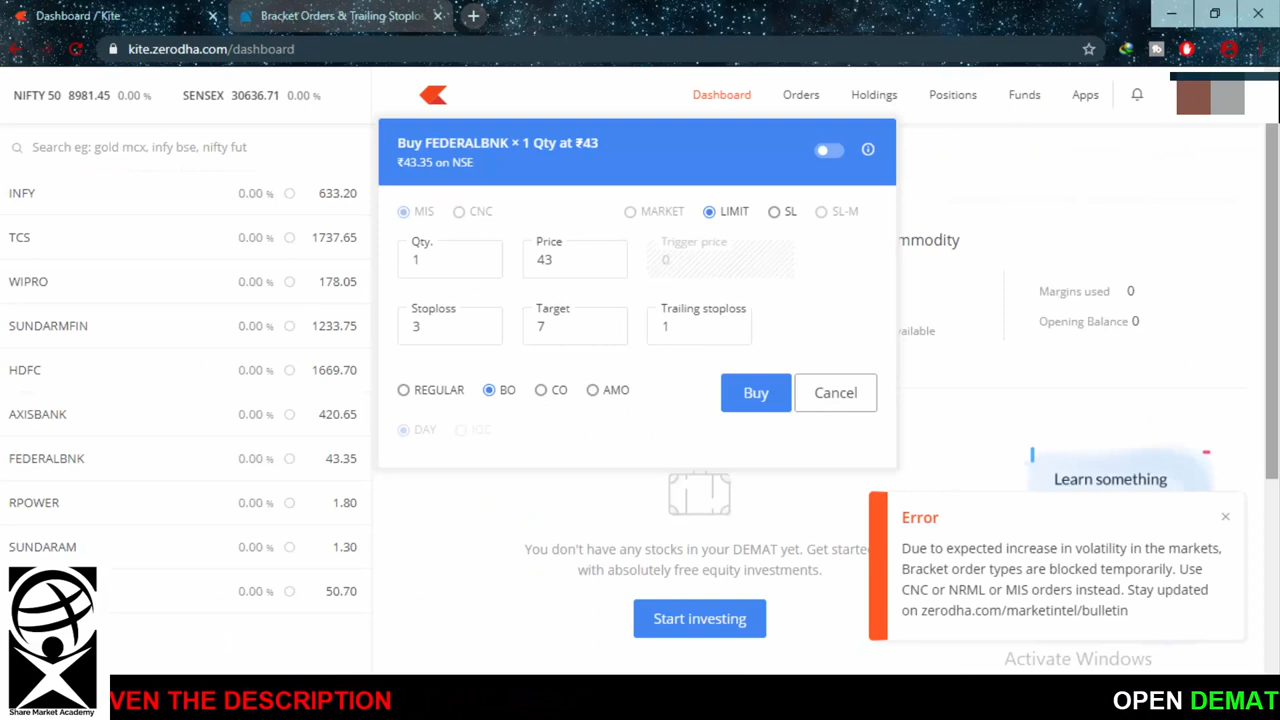 Dashboard / Kite
Bracket Orders & Trailing Stoplos
kite.zerodha.com/dashboard
NIFTY 50 8981.45 0.00 %
SENSEX 30636.71 0.00 %
Dashboard
Orders
Holdings
Positions
Funds
Apps
Search eg: gold mcx, infy bse, nifty fut
INFY 0.00 % 633.20
TCS 0.00 % 1737.65
WIPRO 0.00 % 178.05
SUNDARMFIN 0.00 % 1233.75
HDFC 0.00 % 1669.70
AXISBANK 0.00 % 420.65
FEDERALBNK 0.00 % 43.35
RPOWER 0.00 % 1.80
SUNDARAM 0.00 % 1.30
0.00 % 50.70
Buy FEDERALBNK × 1 Qty at ₹43
₹43.35 on NSE
MIS CNC MARKET LIMIT SL SL-M
Qty. Price Trigger price
1 43 0
Stoploss Target Trailing stoploss
3 7 1
REGULAR BO CO AMO
Buy Cancel
DAY IOC
mmodity
Margins used 0
Opening Balance 0
vailable
You don't have any stocks in your DEMAT yet. Get starte
with absolutely free equity investments.
Start investing
Learn something
Error
Due to expected increase in volatility in the markets,
Bracket order types are blocked temporarily. Use
CNC or NRML or MIS orders instead. Stay updated
on zerodha.com/marketintel/bulletin
Activate Windows
Share Market Academy
VEN THE DESCRIPTION
OPEN DEMAT